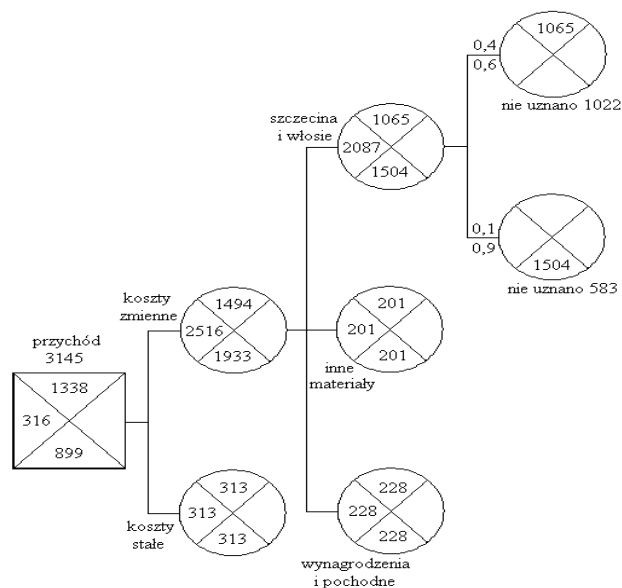 1065
0,4
0,6
nie uznano 1022
szczecina
i włosie
1065
2087
1504
0,1
0,9
1504
nie uznano 583
koszty
zmienne
1494
2516
1933
201
201
201
inne
materiały
przychód
3145
1338
316
899
313
313
313
koszty
stałe
228
228
228
wynagrodzenia
i pochodne